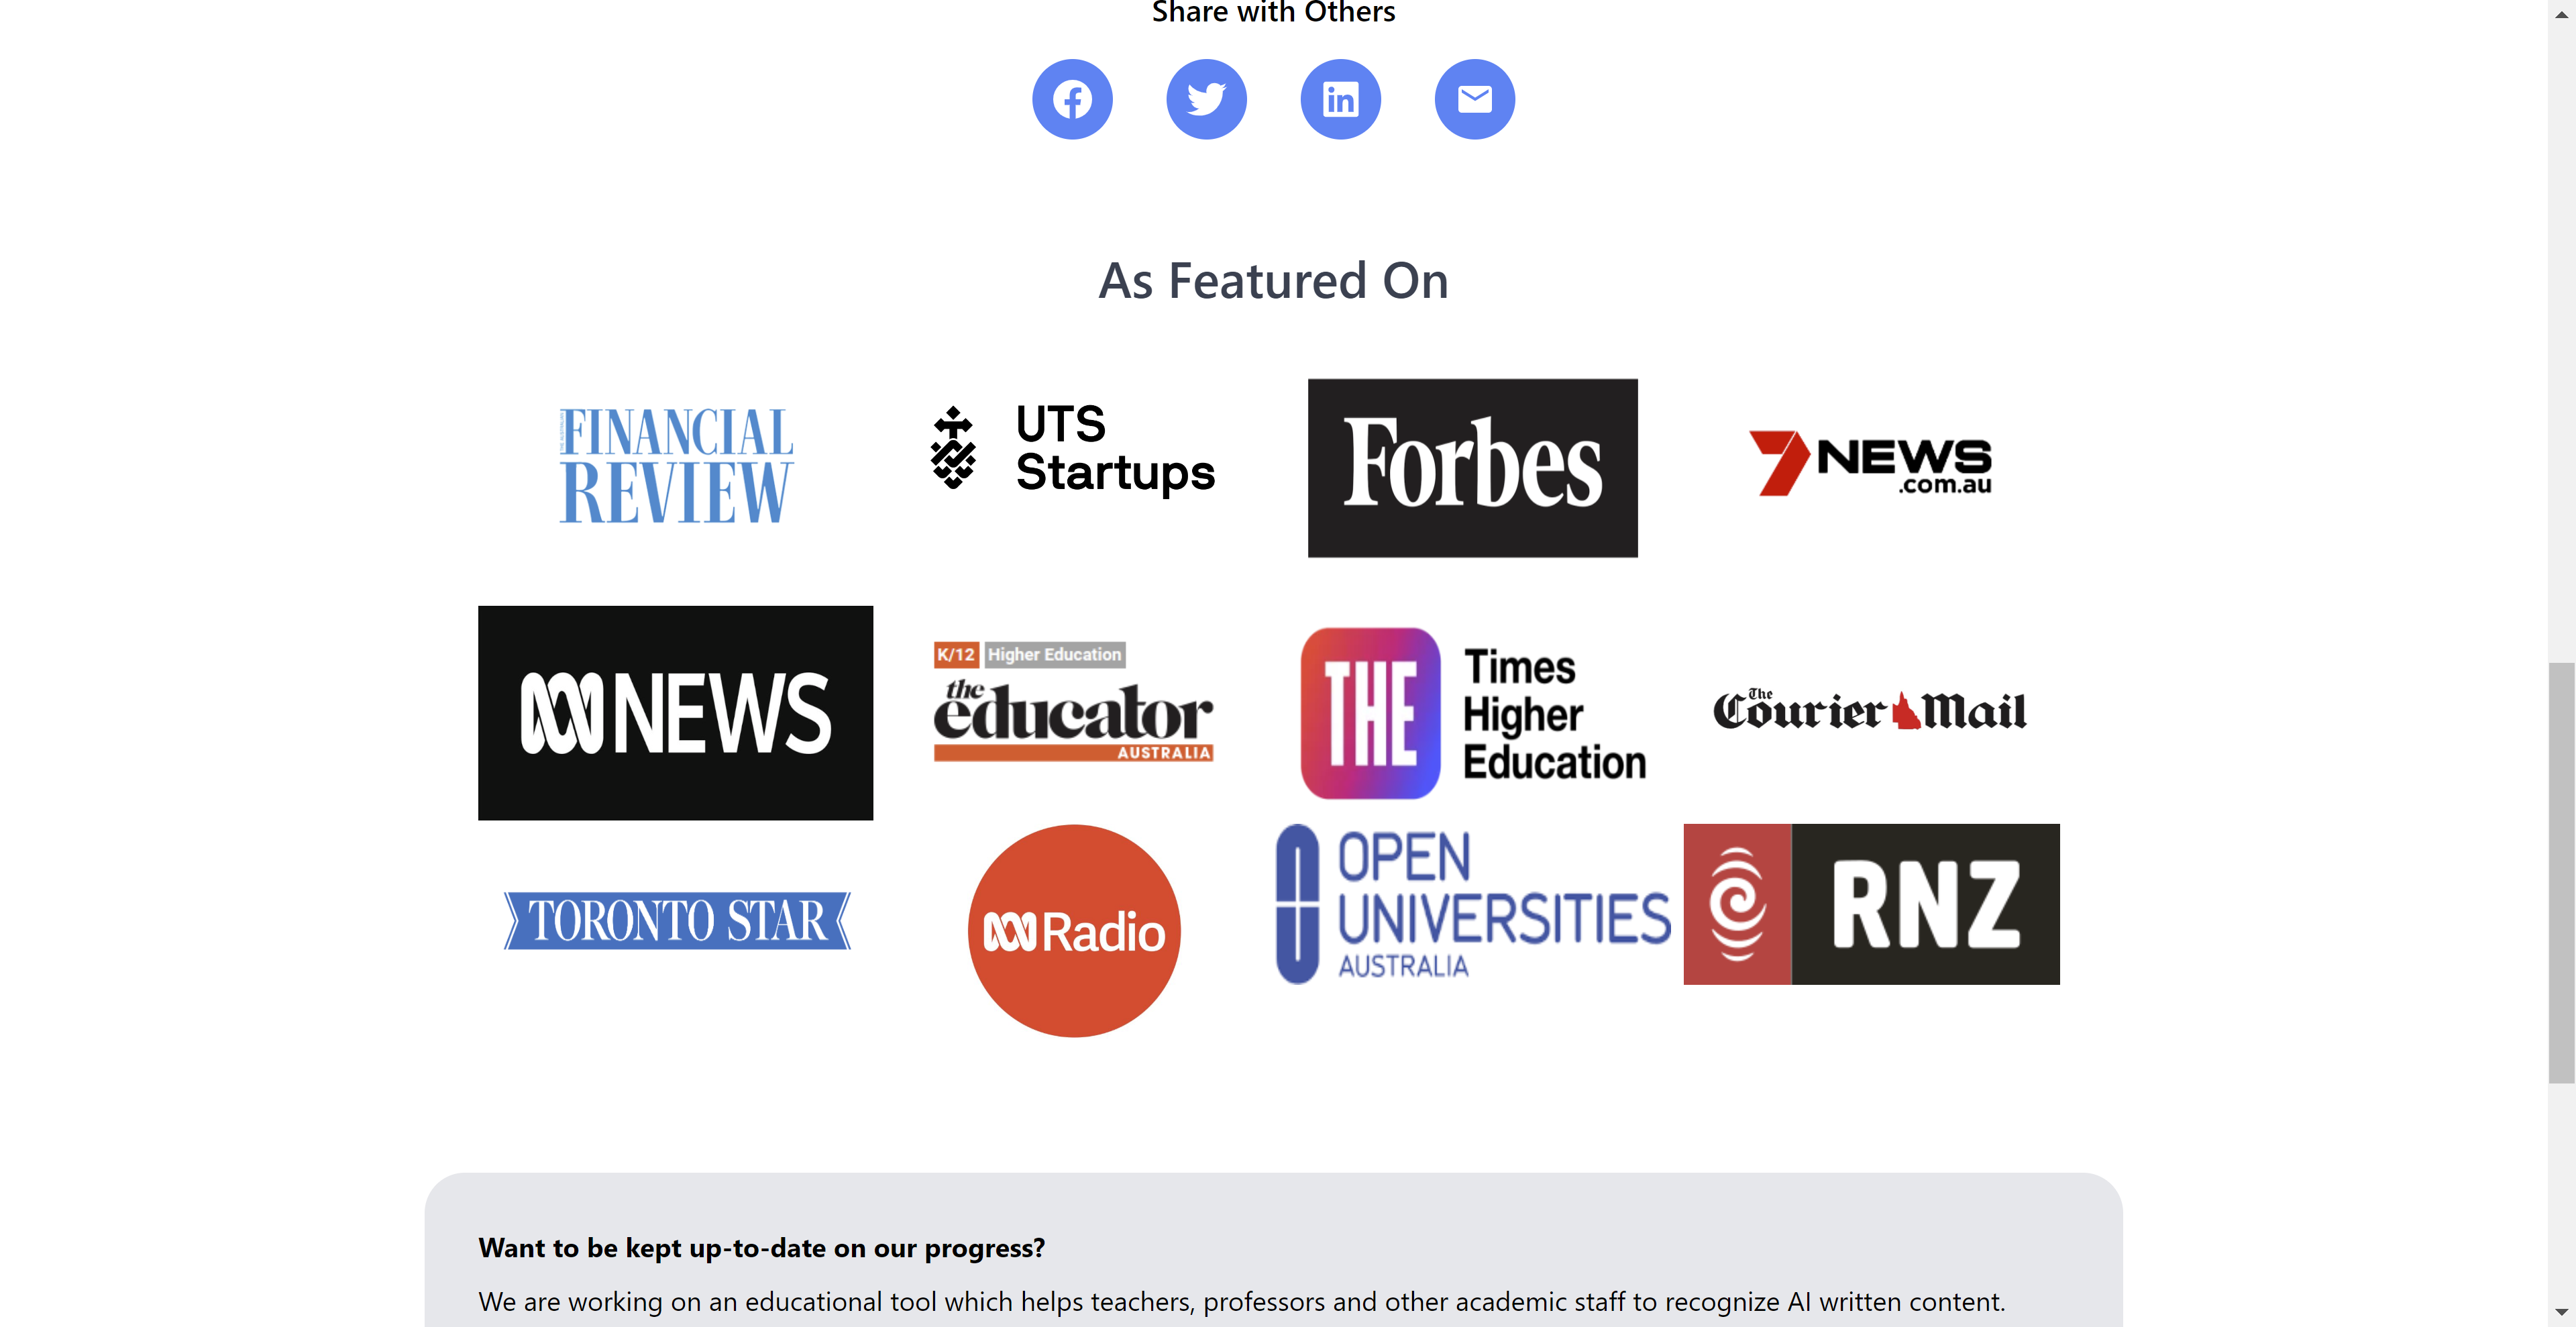 Share with Others
As Featured On
FINANCIAL
REVIEW
UTS
Startups
Forbes
7NEWS
.com.au
NEWS
K/12 Higher Education
the
educator
AUSTRALIA
THE
Times
Higher
Education
The Courier Mail
TORONTO STAR
Radio
OPEN
UNIVERSITIES
AUSTRALIA
RNZ
Want to be kept up-to-date on our progress?
We are working on an educational tool which helps teachers, professors and other academic staff to recognize AI written content.